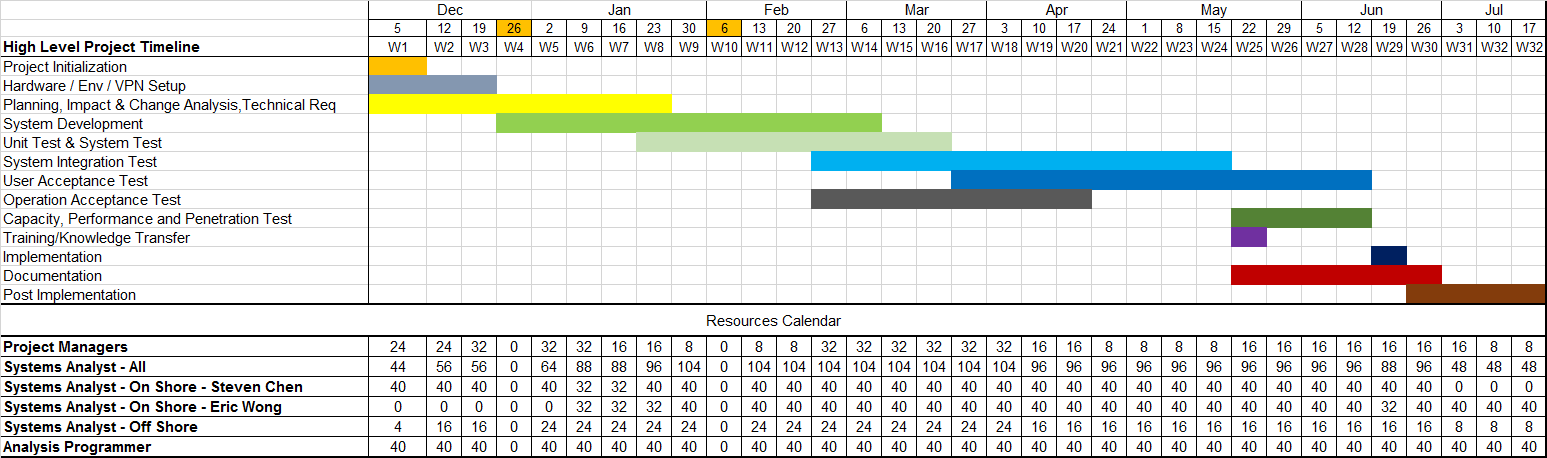 Dec Jan Feb Mar Apr May Jun Jul
5 12 19 26 2 9 16 23 30 6 13 20 27 6 13 20 27 3 10 17 24 1 8 15 22 29 5 12 19 26 3 10 17
High Level Project Timeline W1 W2 W3 W4 W5 W6 W7 W8 W9 W10 W11 W12 W13 W14 W15 W16 W17 W18 W19 W20 W21 W22 W23 W24 W25 W26 W27 W28 W29 W30 W31 W32 W32
Project Initialization
Hardware / Env / VPN Setup
Planning, Impact & Change Analysis,Technical Req
System Development
Unit Test & System Test
System Integration Test
User Acceptance Test
Operation Acceptance Test
Capacity, Performance and Penetration Test
Training/Knowledge Transfer
Implementation
Documentation
Post Implementation
Resources Calendar
Project Managers 24 24 32 0 32 32 16 16 8 0 8 8 32 32 32 32 32 32 16 16 8 8 8 8 16 16 16 16 16 16 16 8 8
Systems Analyst - All 44 56 56 0 64 88 88 96 104 0 104 104 104 104 104 104 104 104 96 96 96 96 96 96 96 96 96 96 88 96 48 48 48
Systems Analyst - On Shore - Steven Chen 40 40 40 0 40 32 32 40 40 0 40 40 40 40 40 40 40 40 40 40 40 40 40 40 40 40 40 40 40 40 0 0 0
Systems Analyst - On Shore - Eric Wong 0 0 0 0 0 32 32 32 40 0 40 40 40 40 40 40 40 40 40 40 40 40 40 40 40 40 40 40 32 40 40 40 40
Systems Analyst - Off Shore 4 16 16 0 24 24 24 24 24 0 24 24 24 24 24 24 24 24 16 16 16 16 16 16 16 16 16 16 16 16 8 8 8
Analysis Programmer 40 40 40 0 40 40 40 40 40 0 40 40 40 40 40 40 40 40 40 40 40 40 40 40 40 40 40 40 40 40 40 40 40